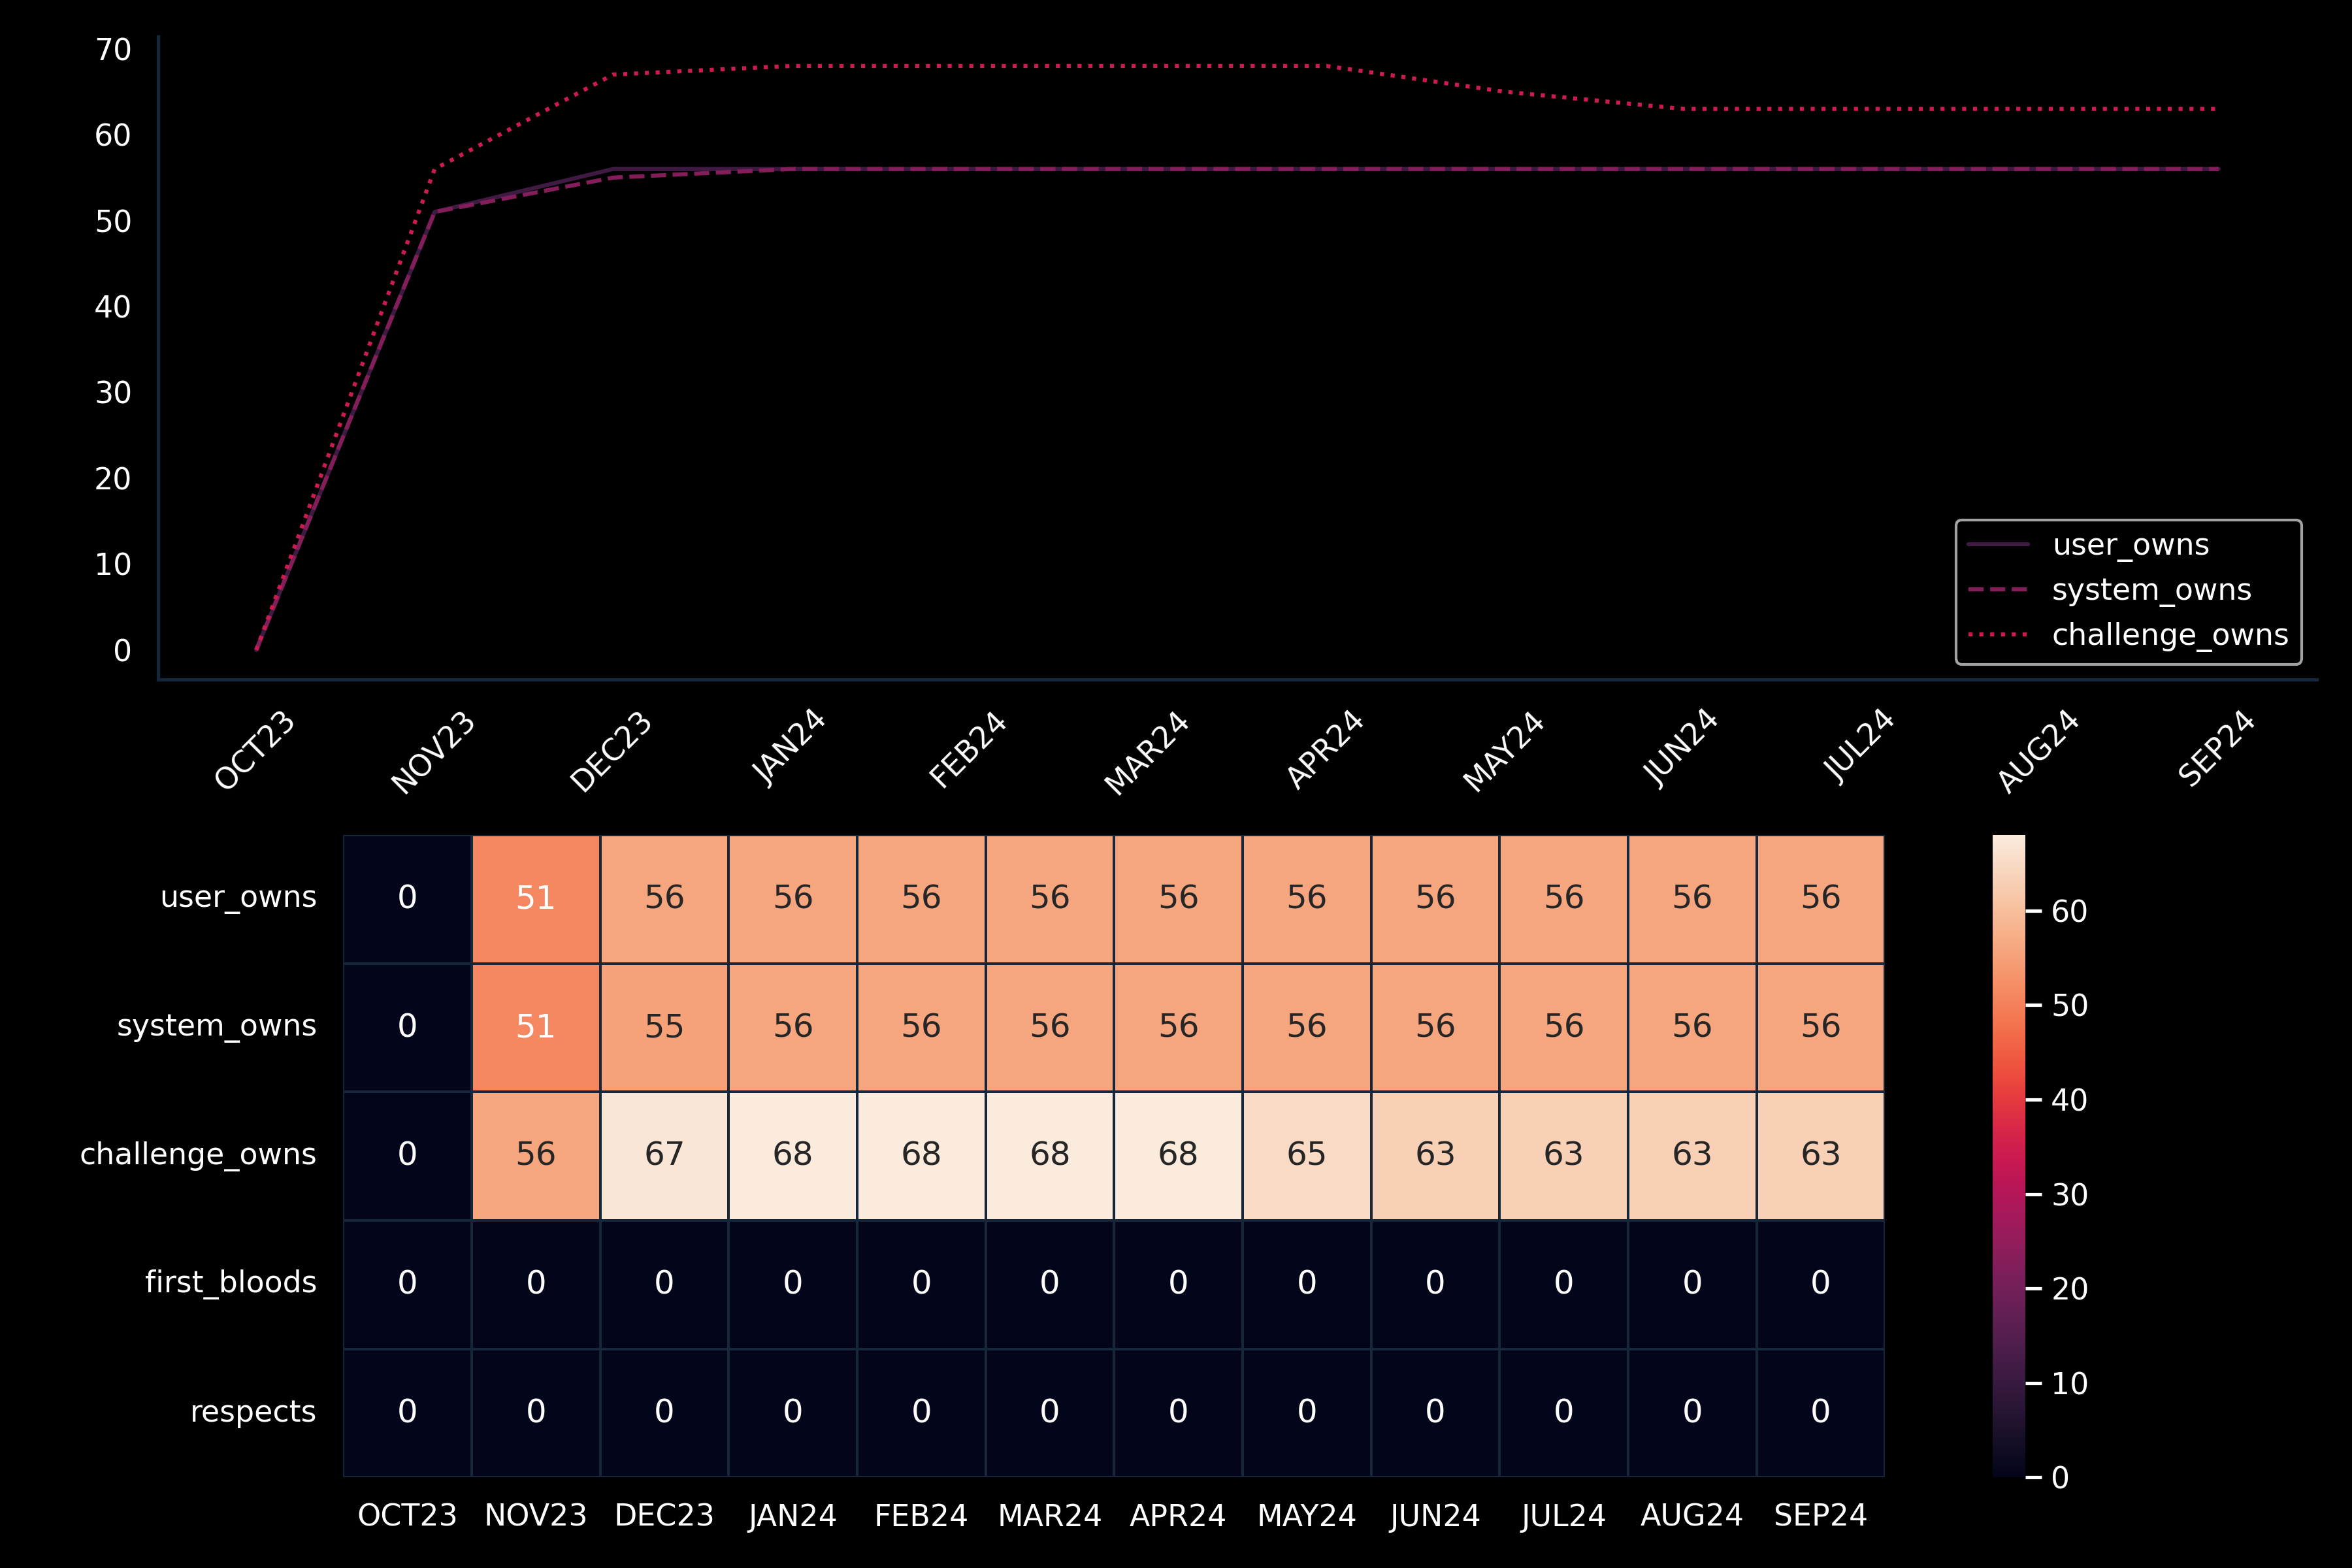 70
60
50
40
30
20
10
0
user_owns
system_owns
challenge_owns
OCT23 NOV23 DEC23 JAN24 FEB24 MAR24 APR24 MAY24 JUN24 JUL24 AUG24 SEP24
user_owns 0 51 56 56 56 56 56 56 56 56 56 56
system_owns 0 51 55 56 56 56 56 56 56 56 56 56
challenge_owns 0 56 67 68 68 68 68 65 63 63 63 63
first_bloods 0 0 0 0 0 0 0 0 0 0 0 0
respects 0 0 0 0 0 0 0 0 0 0 0 0
OCT23 NOV23 DEC23 JAN24 FEB24 MAR24 APR24 MAY24 JUN24 JUL24 AUG24 SEP24
60
50
40
30
20
10
0